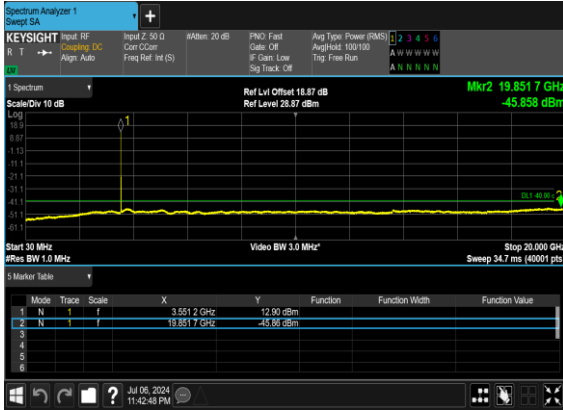 Spectrum Analyzer 1
Swept SA
KEYSIGHT Input: RF Input Z: 50 Ω #Atten: 20 dB PNO: Fast Avg Type: Power (RMS) 1 2 3 4 5 6
R T Coupling: DC Corr CCorr Gate: Off Avg|Hold: 100/100 A W W W W W
Align: Auto Freq Ref: Int (S) IF Gain: Low Trig: Free Run
Sig Track: Off A N N N N N
1 Spectrum Ref Lvl Offset 18.87 dB Mkr2 19.851 7 GHz
Scale/Div 10 dB Ref Level 28.87 dBm -45.858 dBm
Log
18.9
8.87
-1.13
-11.1
-21.1
-31.1
-41.1
-51.1
-61.1
1
DL1 -40.00
Start 30 MHz Video BW 3.0 MHz* Stop 20.000 GHz
#Res BW 1.0 MHz Sweep 34.7 ms (40001 pts
5 Marker Table
Mode Trace Scale X Y Function Function Width Function Value
1 N 1 f 3.551 2 GHz 12.90 dBm
2 N 1 f 19.851 7 GHz -45.86 dBm
3
4
5
6
? Jul 06, 2024
11:42:48 PM